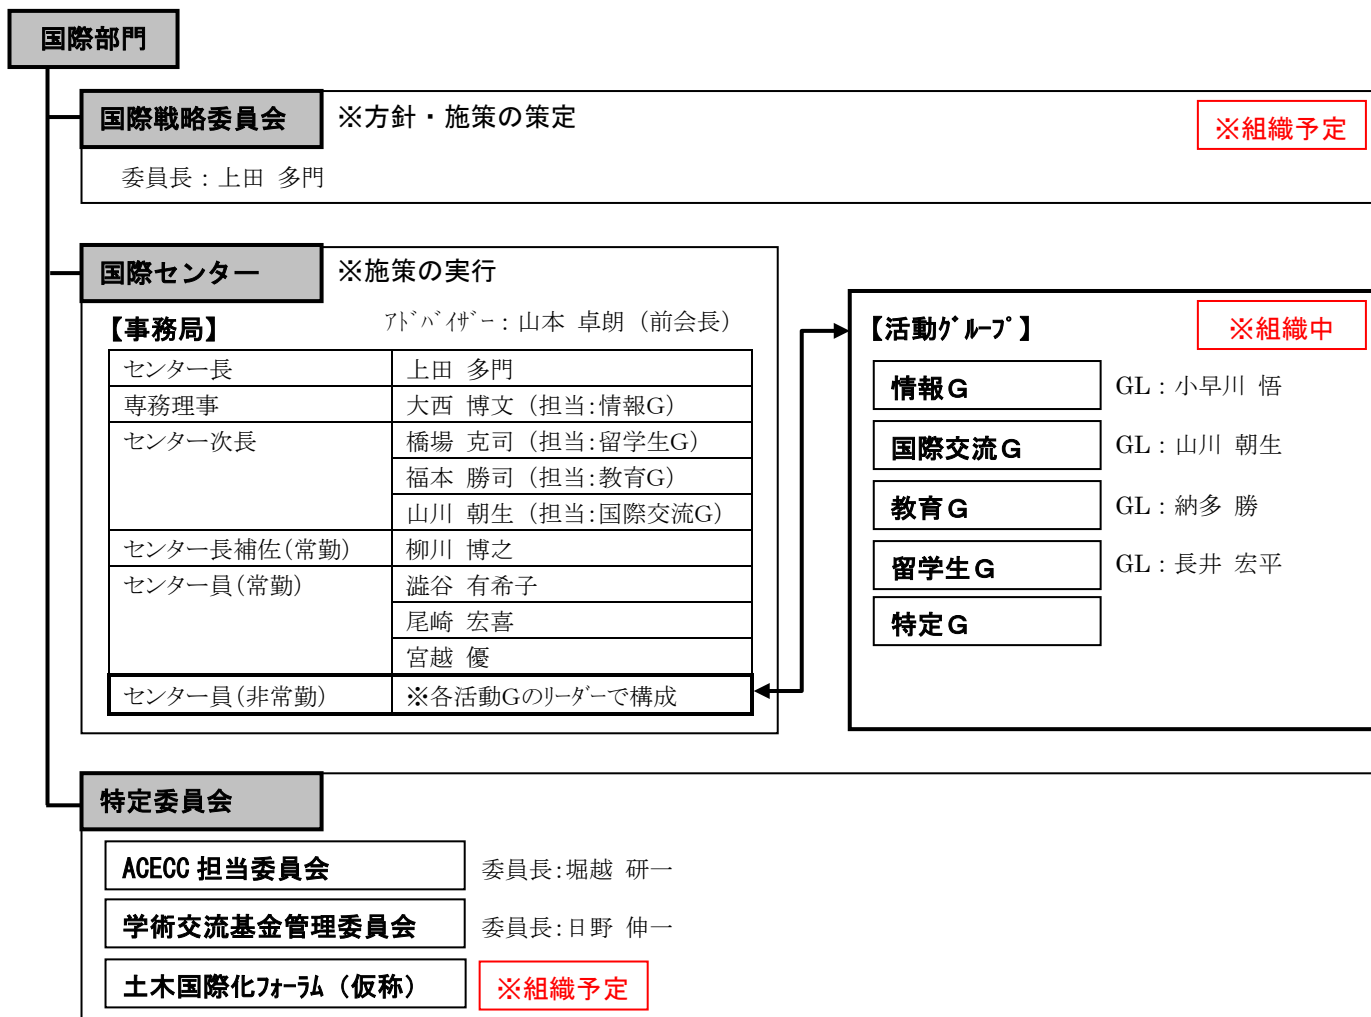 国際部門
国際戦略委員会 ※方針・施策の策定 ※組織予定
委員長：上田 多門
国際センター ※施策の実行
【事務局】 ｱﾄﾞﾊﾞｲｻﾞｰ：山本 卓朗（前会長）
センター長 上田 多門
専務理事 大西 博文（担当:情報G）
センター次長 橋場 克司（担当:留学生G）
福本 勝司（担当:教育G）
山川 朝生（担当:国際交流G）
センター長補佐(常勤) 柳川 博之
センター員(常勤) 澁谷 有希子
尾崎 宏喜
宮越 優
センター員(非常勤) ※各活動Gのﾘｰﾀﾞｰで構成
【活動ｸﾞﾙｰﾌﾟ】 ※組織中
情報G GL：小早川 悟
国際交流G GL：山川 朝生
教育G GL：納多 勝
留学生G GL：長井 宏平
特定G
特定委員会
ACECC 担当委員会 委員長:堀越 研一
学術交流基金管理委員会 委員長:日野 伸一
土木国際化ﾌｫｰﾗﾑ（仮称） ※組織予定